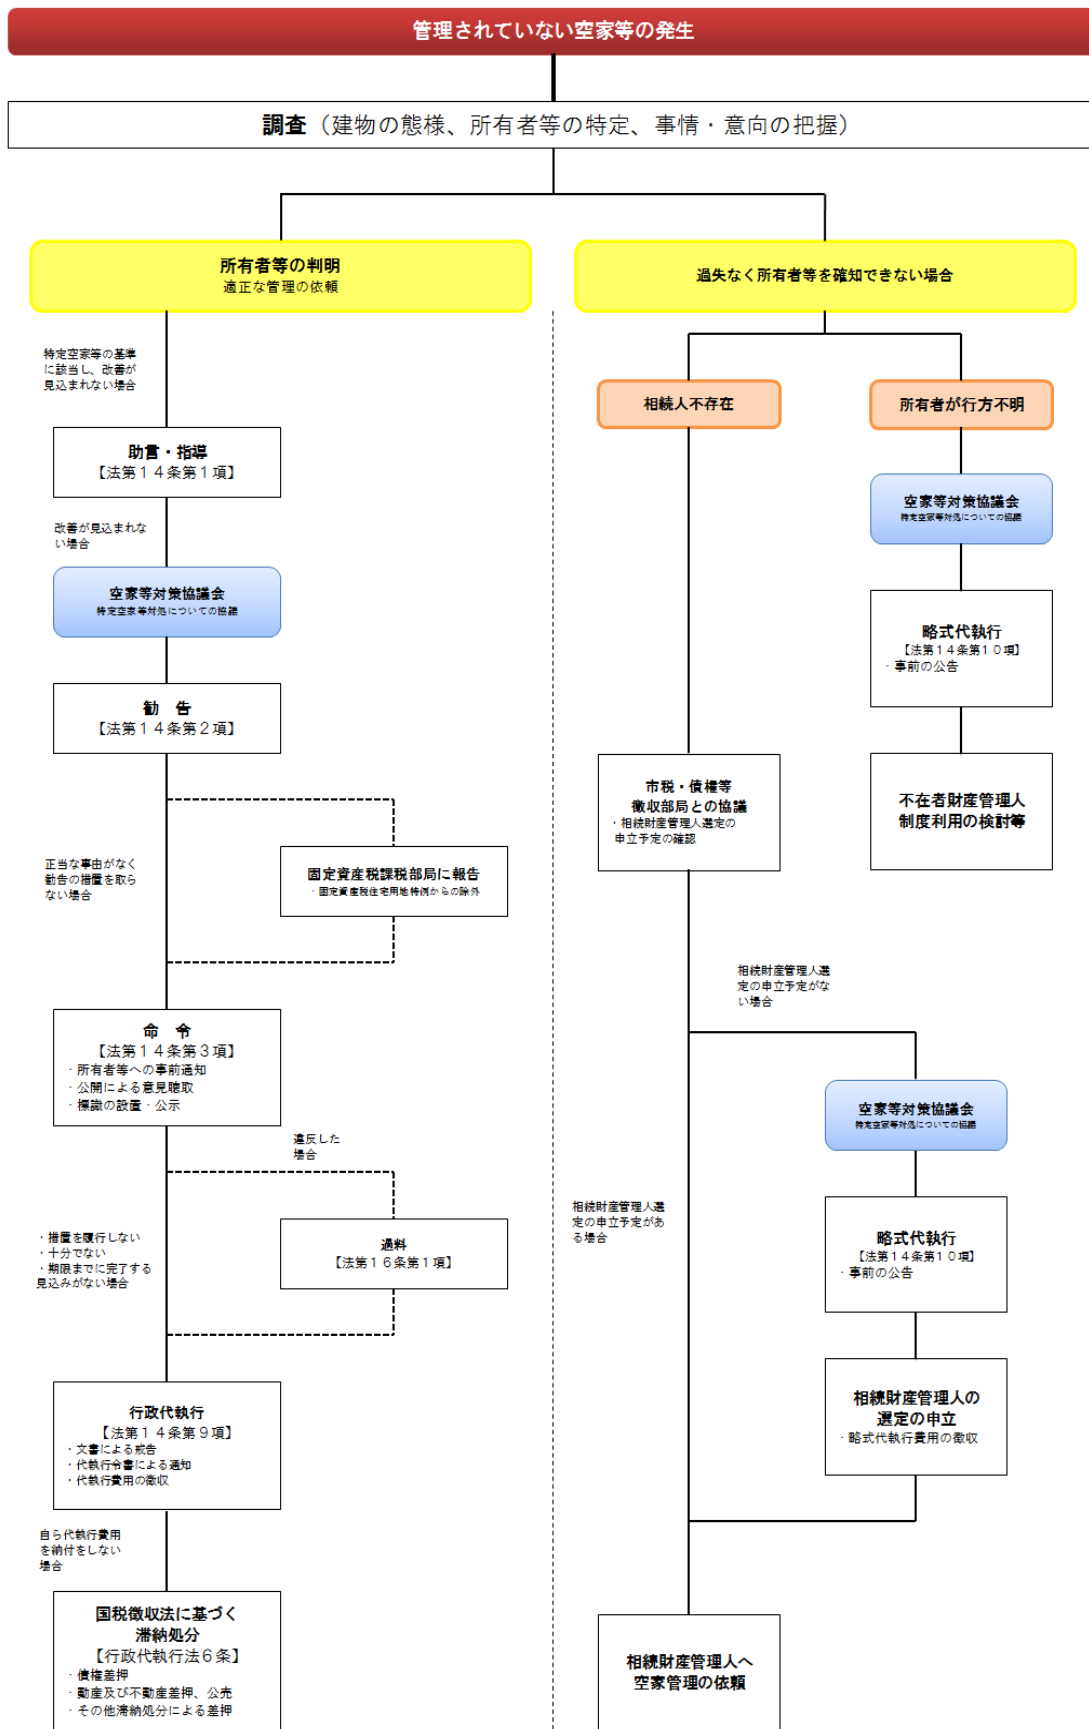 管理されていない空家等の発生
調査（建物の態様、所有者等の特定、事情・意向の把握）
所有者等の判明
適正な管理の依頼
特定空家等の基準
に該当し、改善が
見込まれない場合
助言・指導
【法第１４条第１項】
改善が見込まれな
い場合
空家等対策協議会
特定空家等対処についての協議
勧　告
【法第１４条第２項】
正当な事由がなく
勧告の措置を取ら
ない場合
固定資産税課税部局に報告
・固定資産税住宅用地特例からの除外
命　令
【法第１４条第３項】
・所有者等への事前通知
・公開による意見聴取
・標識の設置・公示
違反した
場合
・措置を履行しない
・十分でない
・期限までに完了する
見込みがない場合
過料
【法第１６条第１項】
行政代執行
【法第１４条第９項】
・文書による戒告
・代執行令書による通知
・代執行費用の徴収
自ら代執行費用
を納付をしない
場合
国税徴収法に基づく
滞納処分
【行政代執行法６条】
・債権差押
・動産及び不動産差押、公売
・その他滞納処分による差押
過失なく所有者等を確知できない場合
相続人不存在
所有者が行方不明
空家等対策協議会
特定空家等対処についての協議
略式代執行
【法第１４条第１０項】
・事前の公告
不在者財産管理人
制度利用の検討等
市税・債権等
徴収部局との協議
・相続財産管理人選定の
申立予定の確認
相続財産管理人選
定の申立予定がな
い場合
空家等対策協議会
特定空家等対処についての協議
相続財産管理人選
定の申立予定があ
る場合
略式代執行
【法第１４条第１０項】
・事前の公告
相続財産管理人の
選定の申立
・略式代執行費用の徴収
相続財産管理人へ
空家管理の依頼